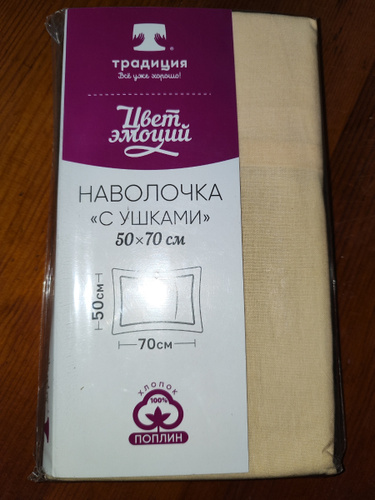 традиция
Всё уже хорошо!
Цвет
эмоций
НАВОЛОЧКА
«С УШКАМИ»
50×70 см
50см
70см
ХЛОПОК
100%
ПОПЛИН